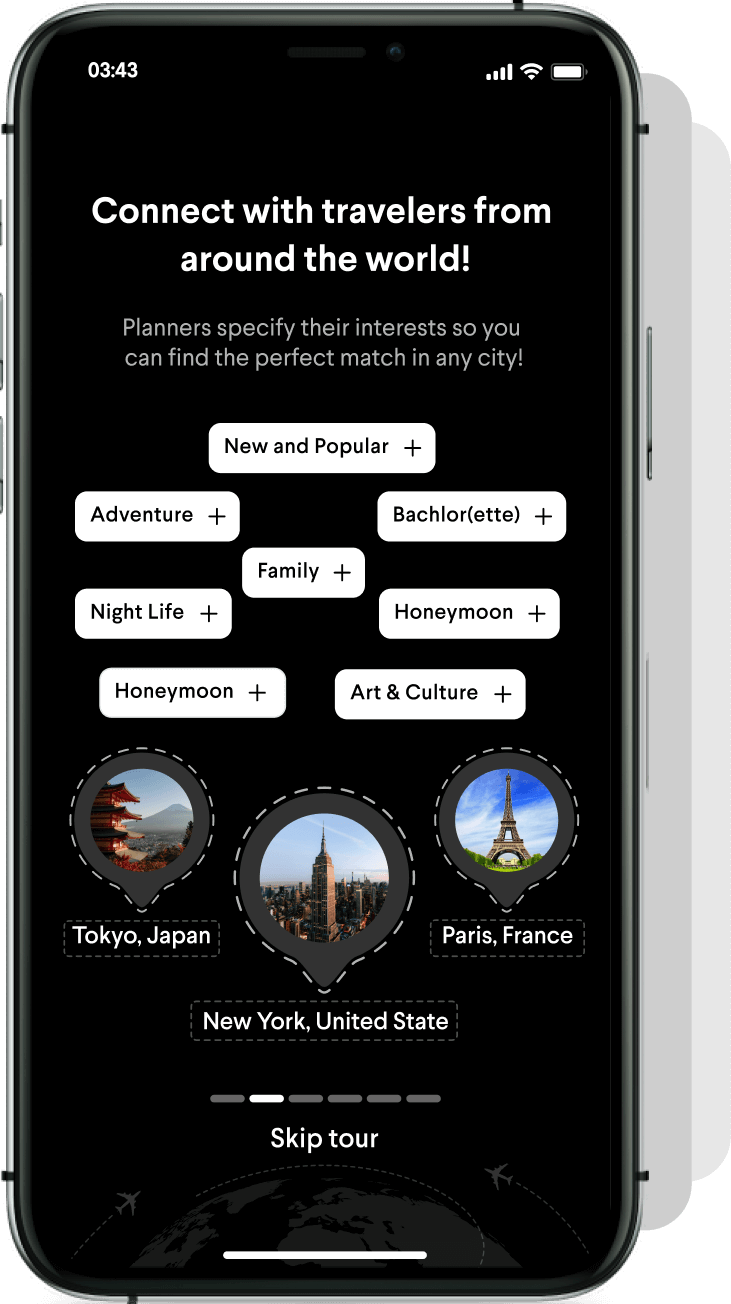 03:43
Connect with travelers from
around the world!
Planners specify their interests so you
can find the perfect match in any city!
New and Popular +
Adventure +
Bachlor(ette) +
Family +
Night Life +
Honeymoon +
Honeymoon +
Art & Culture +
Tokyo, Japan
Paris, France
New York, United State
Skip tour